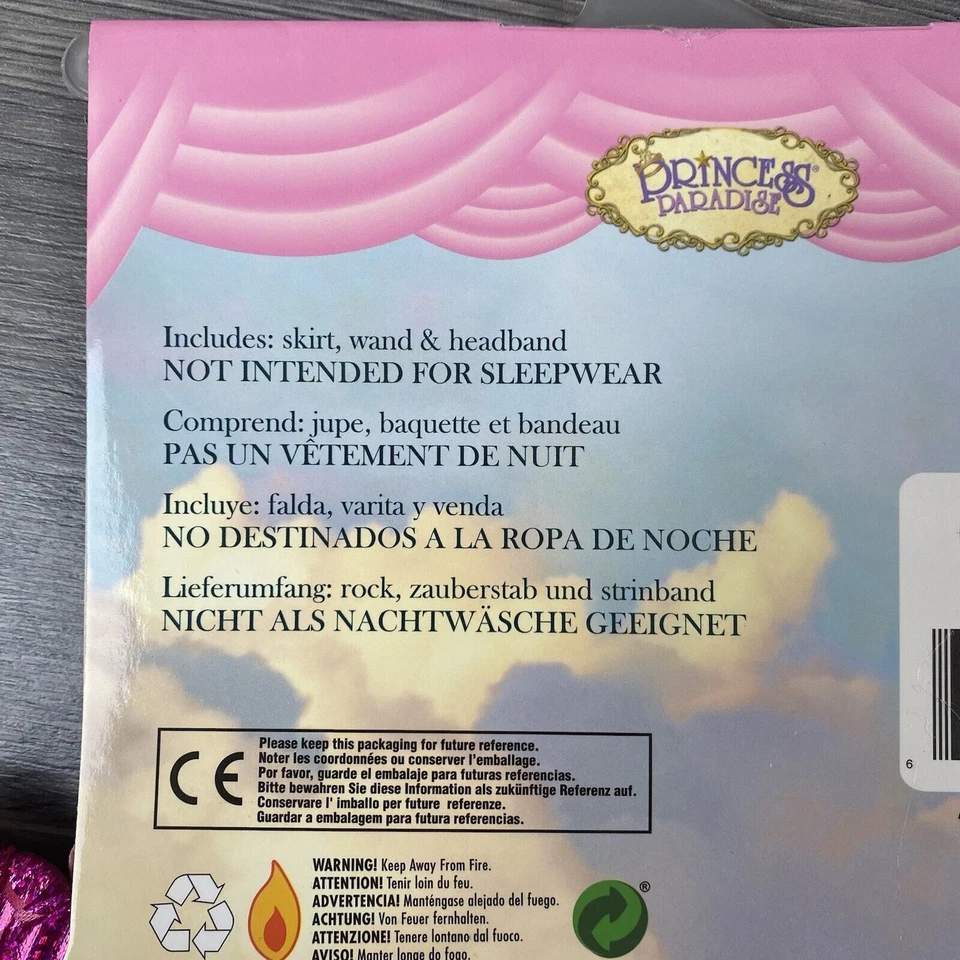 PRINCESS®
PARADISE
Includes: skirt, wand & headband
NOT INTENDED FOR SLEEPWEAR
Comprend: jupe, baquette et bandeau
PAS UN VÊTEMENT DE NUIT
Incluye: falda, varita y venda
NO DESTINADOS A LA ROPA DE NOCHE
Lieferumfang: rock, zauberstab und strinband
NICHT ALS NACHTWÄSCHE GEEIGNET
CE
Please keep this packaging for future reference.
Noter les coordonnées ou conserver l'emballage.
Por favor, guarde el embalaje para futuras referencias.
Bitte bewahren Sie diese Information als zukünftige Referenz auf.
Conservare l' imballo per future referenze.
Guardar a embalagem para futura referencias.
6
WARNING! Keep Away From Fire.
ATTENTION! Tenir loin du feu.
ADVERTENCIA! Manténgase alejado del fuego.
ACHTUNG! Von Feuer fernhalten.
ATTENZIONE! Tenere lontano dal fuoco.
AVISO! Manter longe do fogo.
®